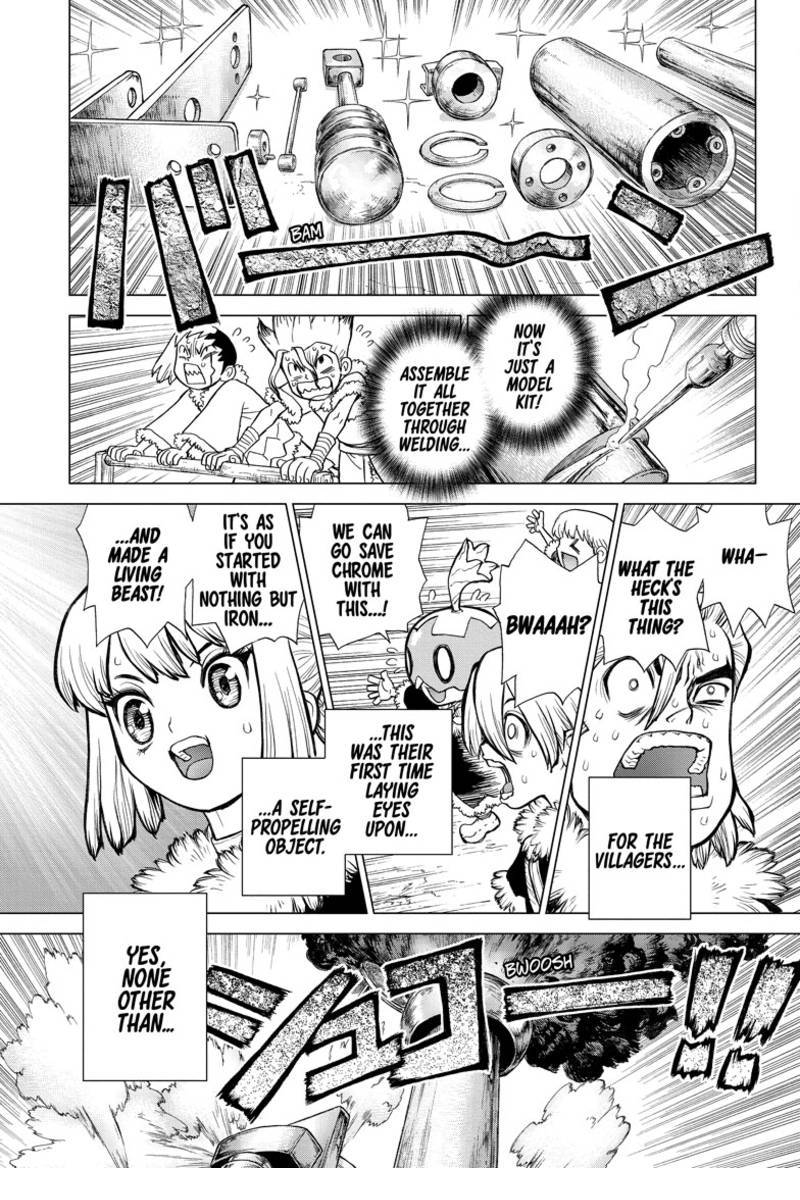 バーン
BAM
NOW
IT'S
JUST
A
MODEL
KIT!
ASSEMBLE
IT ALL
TOGETHER
THROUGH
WELDING...
WHA–
WHAT THE
HECK'S
THIS
THING?
FOR THE
VILLAGERS...
BWAAAH?
WE CAN
GO SAVE
CHROME
WITH
THIS...!
...THIS
WAS THEIR
FIRST TIME
LAYING
EYES
UPON...
IT'S AS
IF YOU
STARTED
WITH
NOTHING BUT
IRON...
...AND
MADE A
LIVING
BEAST!
...A SELF-
PROPELLING
OBJECT.
YES,
NONE
OTHER
THAN...
シュコー!!
BWOOSH